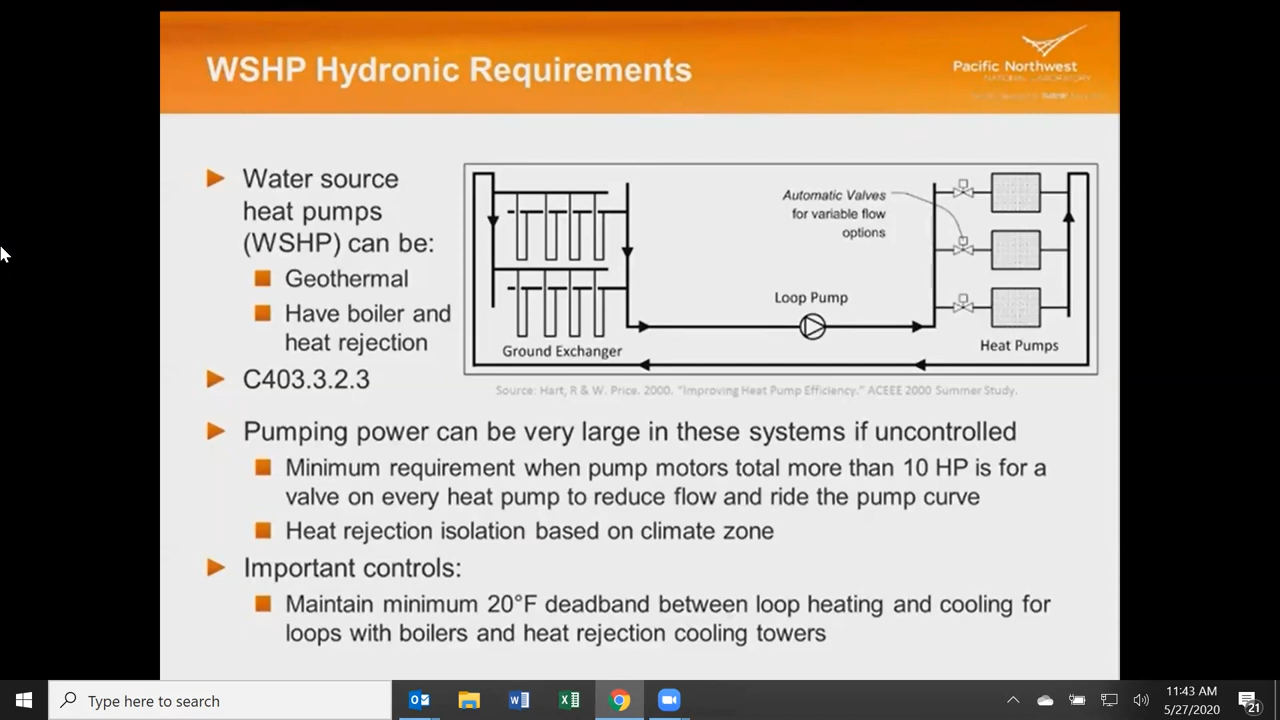 WSHP Hydronic Requirements
Pacific Northwest
NATIONAL LABORATORY
Water source
heat pumps
(WSHP) can be:
Geothermal
Have boiler and
heat rejection
C403.3.2.3
Automatic Valves
for variable flow
options
Loop Pump
Ground Exchanger
Heat Pumps
Source: Hart, R & W. Price. 2000. "Improving Heat Pump Efficiency." ACEEE 2000 Summer Study.
Pumping power can be very large in these systems if uncontrolled
Minimum requirement when pump motors total more than 10 HP is for a
valve on every heat pump to reduce flow and ride the pump curve
Heat rejection isolation based on climate zone
Important controls:
Maintain minimum 20°F deadband between loop heating and cooling for
loops with boilers and heat rejection cooling towers
Type here to search
11:43 AM
5/27/2020
21